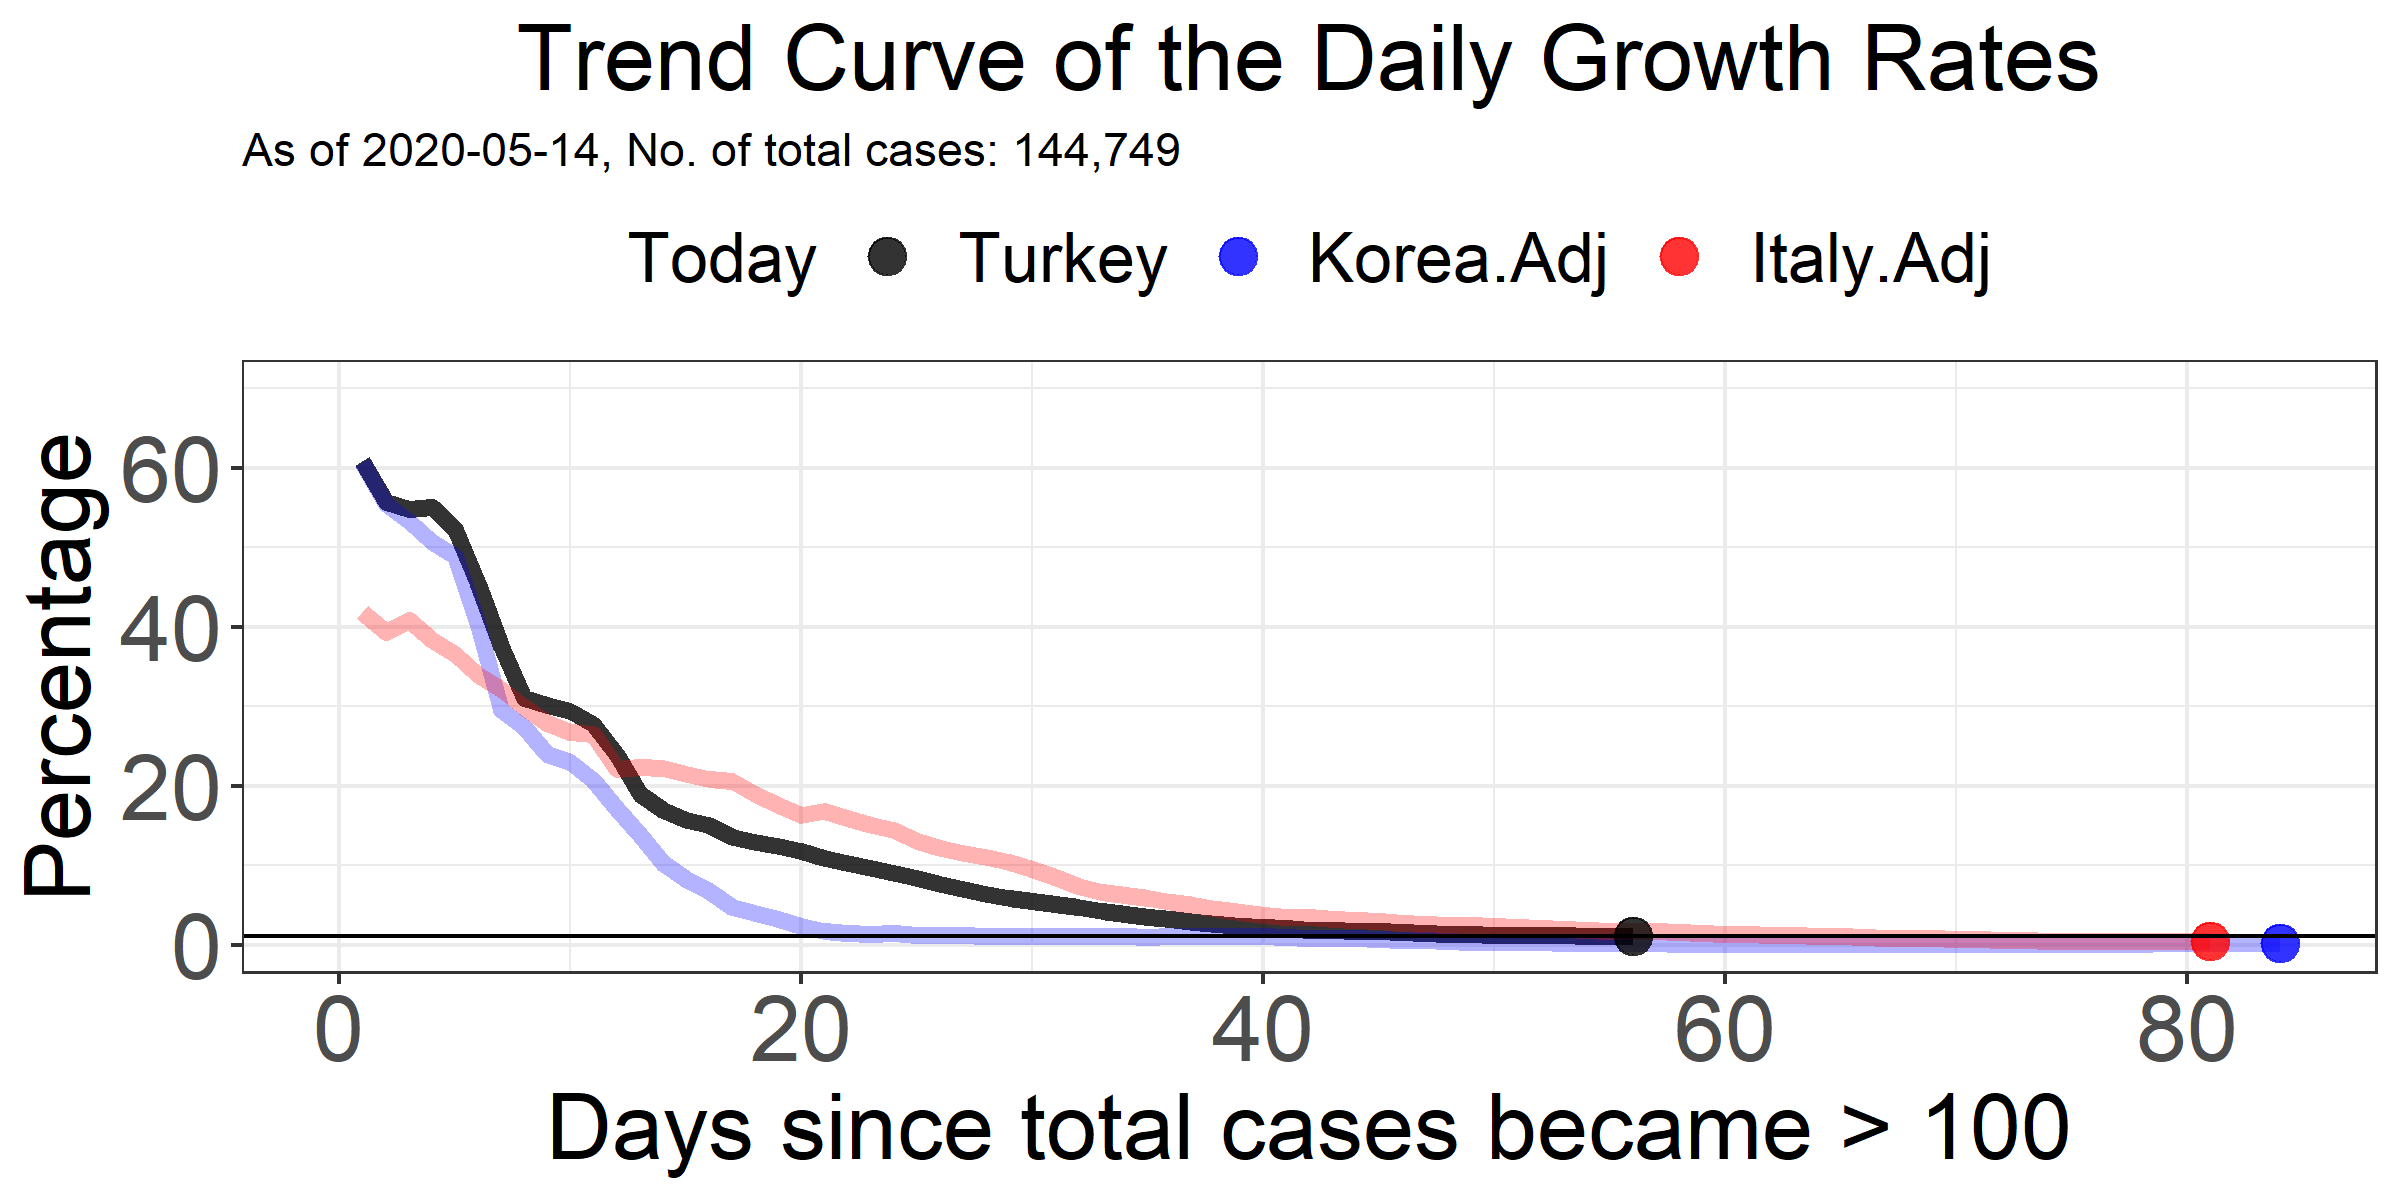 Trend Curve of the Daily Growth Rates
As of 2020-05-14, No. of total cases: 144,749
Today Turkey Korea.Adj Italy.Adj
Percentage
60
40
20
0
0 20 40 60 80
Days since total cases became > 100